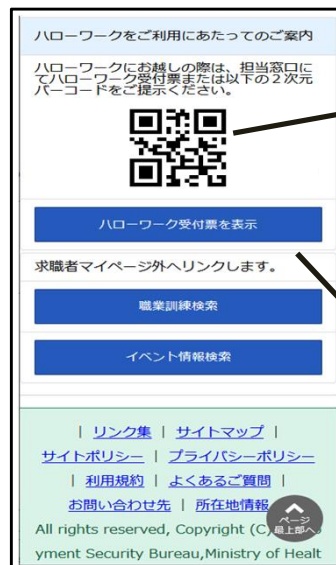 ハローワークをご利用にあたってのご案内
ハローワークにお越しの際は、担当窓口に
てハローワーク受付票または以下の２次元
バーコードをご提示ください。
ハローワーク受付票を表示
求職者マイページ外へリンクします。
職業訓練検索
イベント情報検索
| リンク集 | サイトマップ |
サイトポリシー | プライバシーポリシー
| 利用規約 | よくあるご質問 |
お問い合わせ先 | 所在地情報
ページ
最上部へ
All rights reserved, Copyright (C)
yment Security Bureau,Ministry of Healt